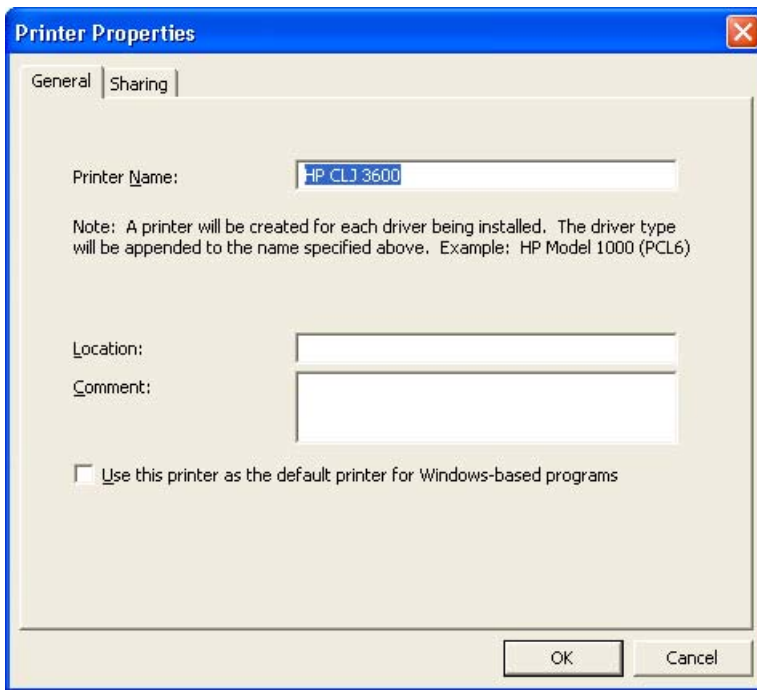 Printer Properties
General
Sharing
Printer Name:
HP CLJ 3600
Note:  A printer will be created for each driver being installed.  The driver type
will be appended to the name specified above.  Example:  HP Model 1000 (PCL6)
Location:
Comment:
Use this printer as the default printer for Windows-based programs
OK
Cancel